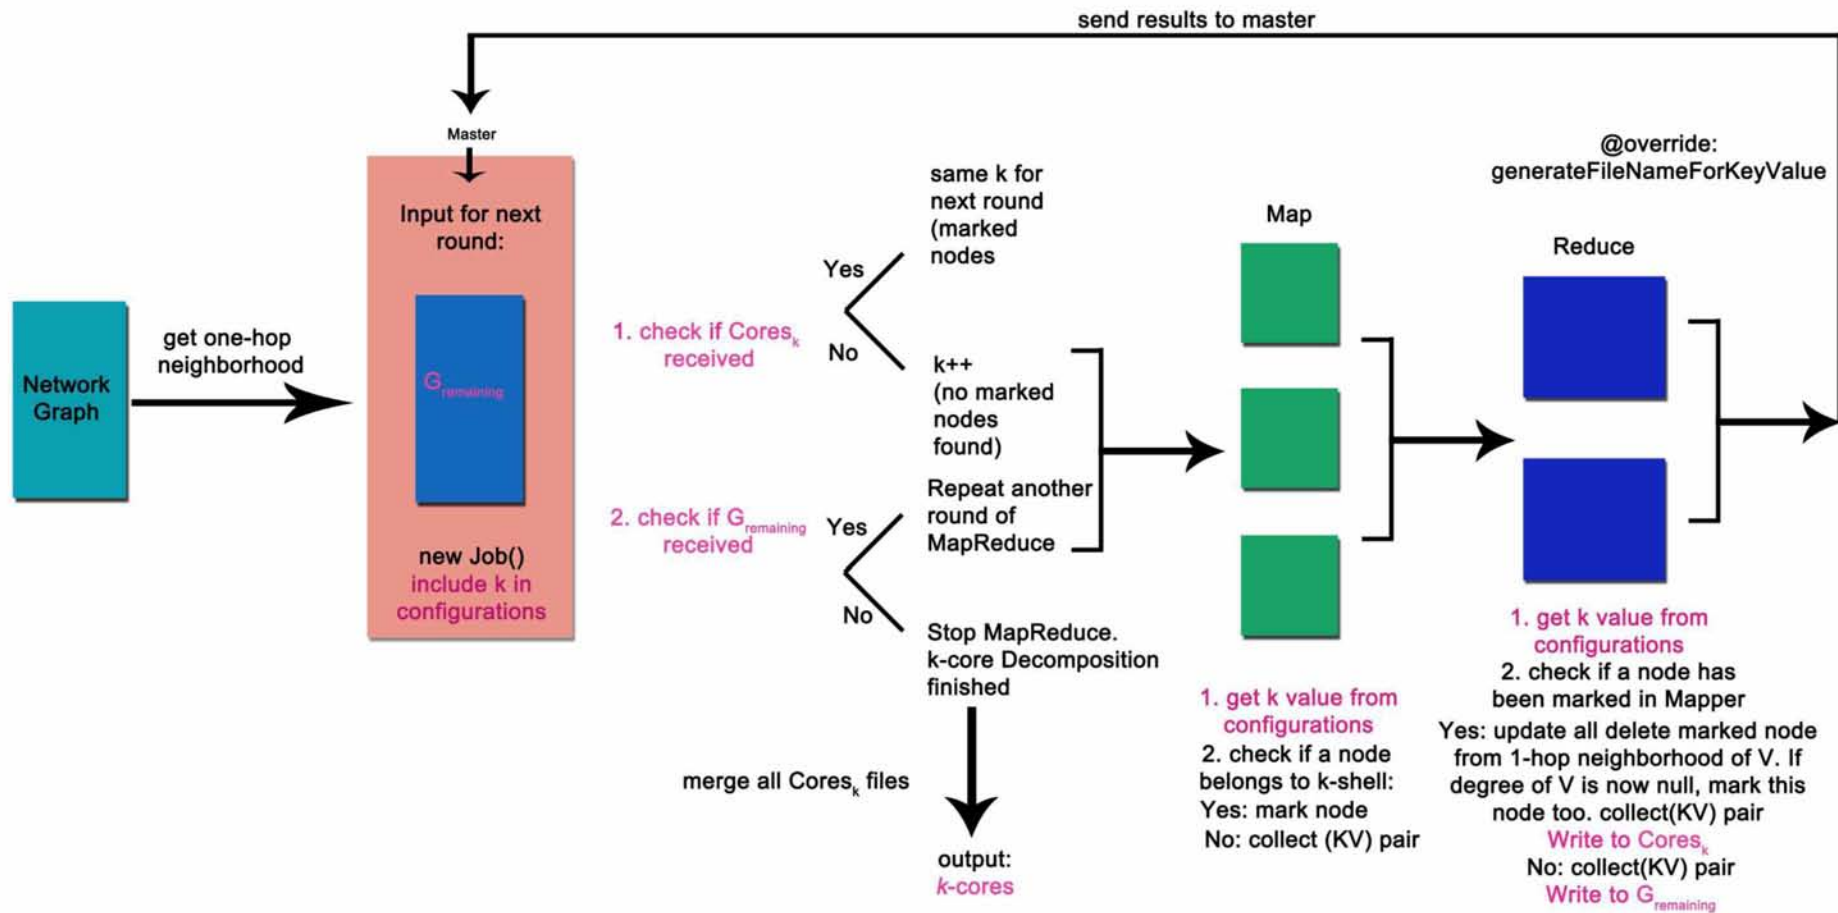 send results to master
Master
@override:
generateFileNameForKeyValue
Input for next
round:
same k for
next round
(marked
nodes
Map
Reduce
Yes
1. check if Cores_k
received
No
get one-hop
neighborhood
Network
Graph
G_remaining
k++
(no marked
nodes
found)
2. check if G_remaining
received
Yes
Repeat another
round of
MapReduce
new Job()
include k in
configurations
No
Stop MapReduce.
k-core Decomposition
finished
merge all Cores_k files
output:
k-cores
1. get k value from
configurations
2. check if a node
belongs to k-shell:
Yes: mark node
No: collect (KV) pair
1. get k value from
configurations
2. check if a node has
been marked in Mapper
Yes: update all delete marked node
from 1-hop neighborhood of V. If
degree of V is now null, mark this
node too. collect(KV) pair
Write to Cores_k
No: collect(KV) pair
Write to G_remaining